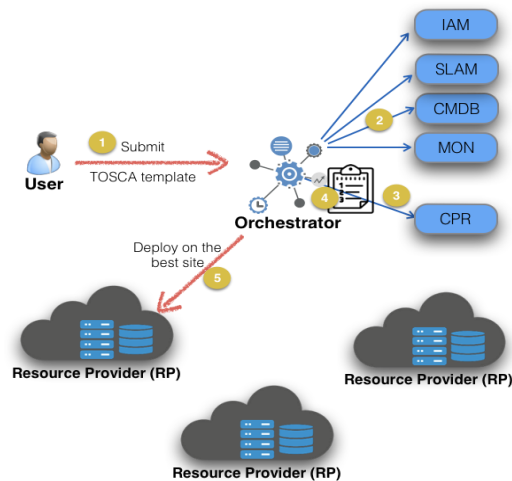 IAM
SLAM
CMDB
MON
CPR
1
Submit
TOSCA template
2
3
4
User
Orchestrator
Deploy on the
best site
5
Resource Provider (RP)
Resource Provider (RP)
Resource Provider (RP)